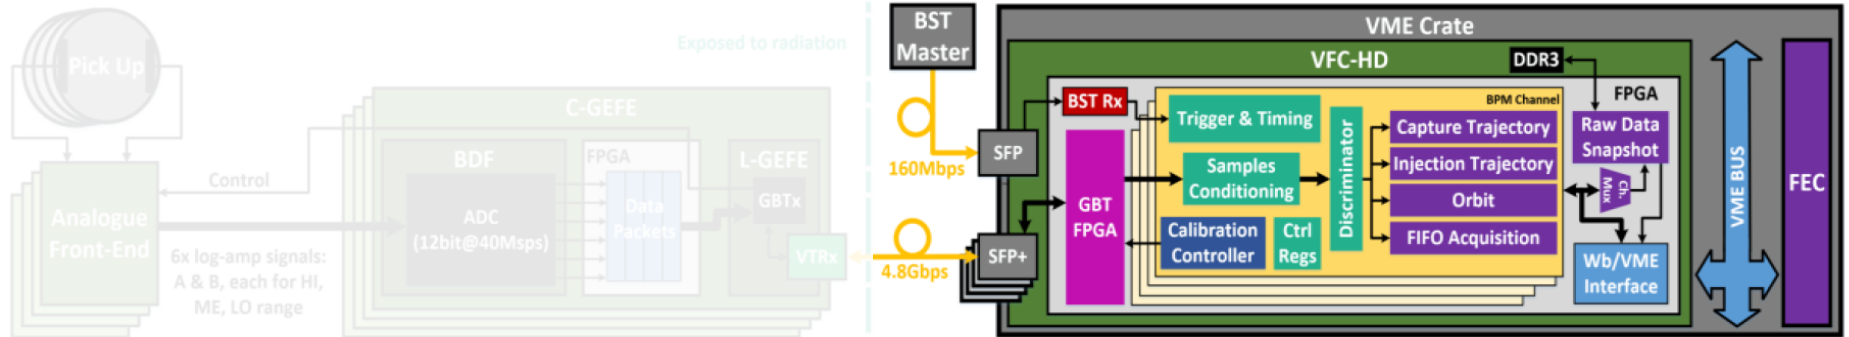 Pick Up
Exposed to radiation
C-GEFE
BDF
FPGA
L-GEFE
GBTx
Control
Analogue
Front-End
ADC
(12bit@40Msps)
Data
Packets
VTRx
6x log-amp signals:
A & B, each for HI,
ME, LO range
BST
Master
160Mbps
4.8Gbps
SFP
SFP+
VME Crate
VFC-HD
DDR3
FPGA
BST Rx
BPM Channel
Trigger & Timing
Samples
Conditioning
GBT
FPGA
Calibration
Controller
Ctrl
Regs
Discriminator
Capture Trajectory
Injection Trajectory
Orbit
FIFO Acquisition
Raw Data
Snapshot
Ch.
Mux
Wb/VME
Interface
VME BUS
FEC